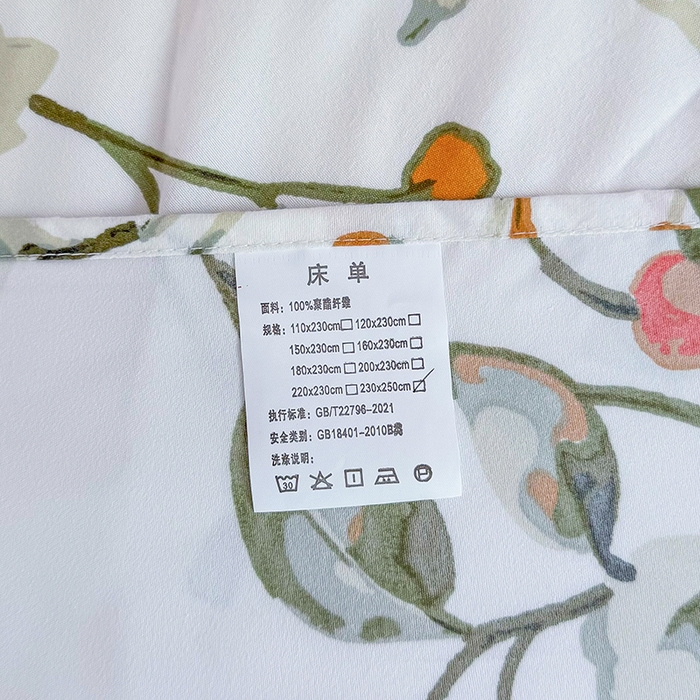 床单
面料：100%聚酯纤维
规格：110x230cm□ 120x230cm□
150x230cm□ 160x230cm□
180x230cm□ 200x230cm□
220x230cm□ 230x250cm☑
执行标准：GB/T22796-2021
安全类别：GB18401-2010B类
洗涤说明：
30
P